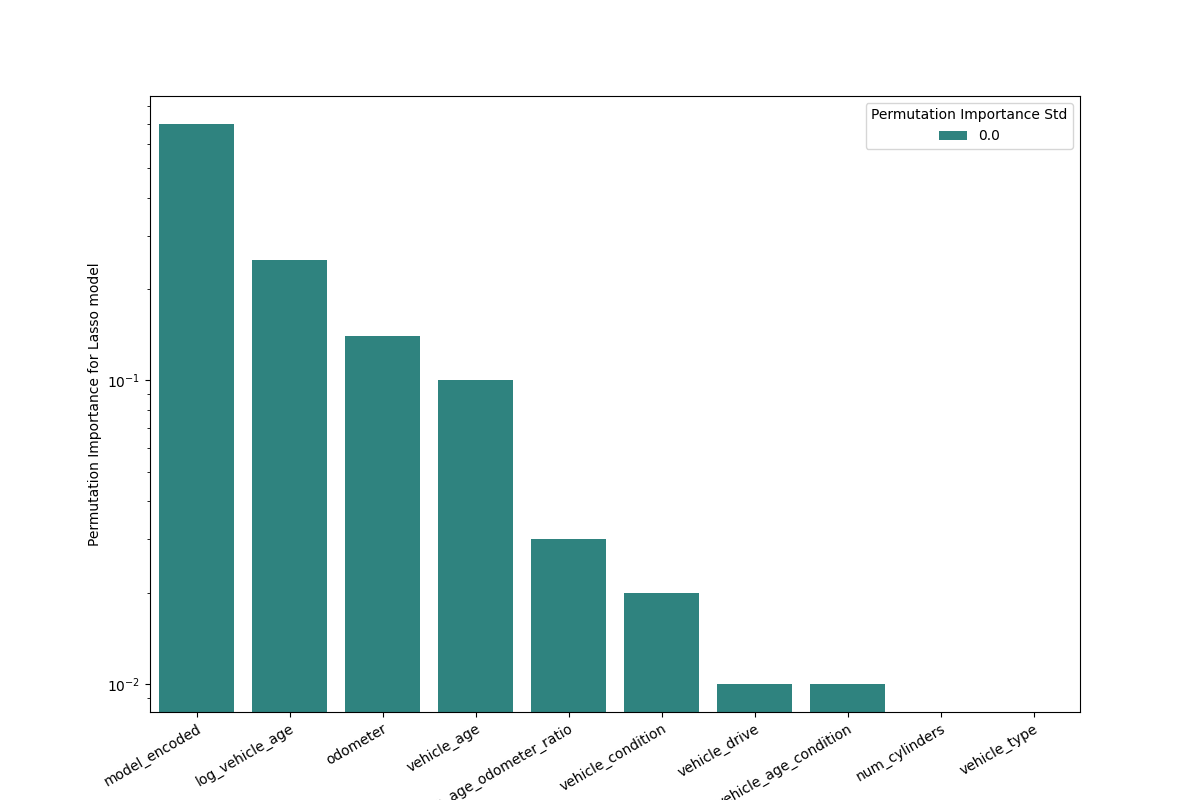 Permutation Importance Std
0.0
Permutation Importance for Lasso model
10⁻¹
10⁻²
model_encoded
log_vehicle_age
odometer
vehicle_age
_age_odometer_ratio
vehicle_condition
vehicle_drive
vehicle_age_condition
num_cylinders
vehicle_type